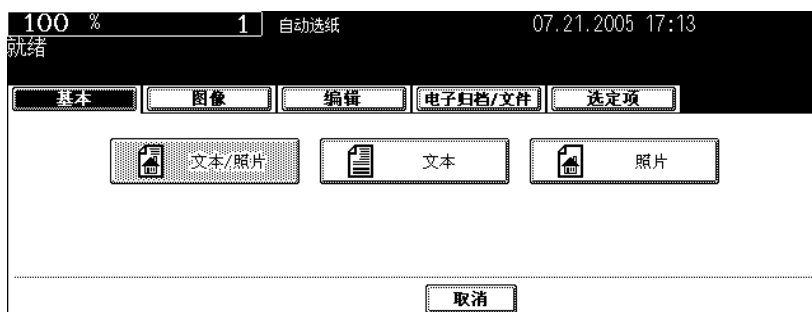 100 % 1 自动选纸 07.21.2005 17:13
就绪
基本 图像 编辑 电子归档/文件 选定项
文本/照片 文本 照片
取消